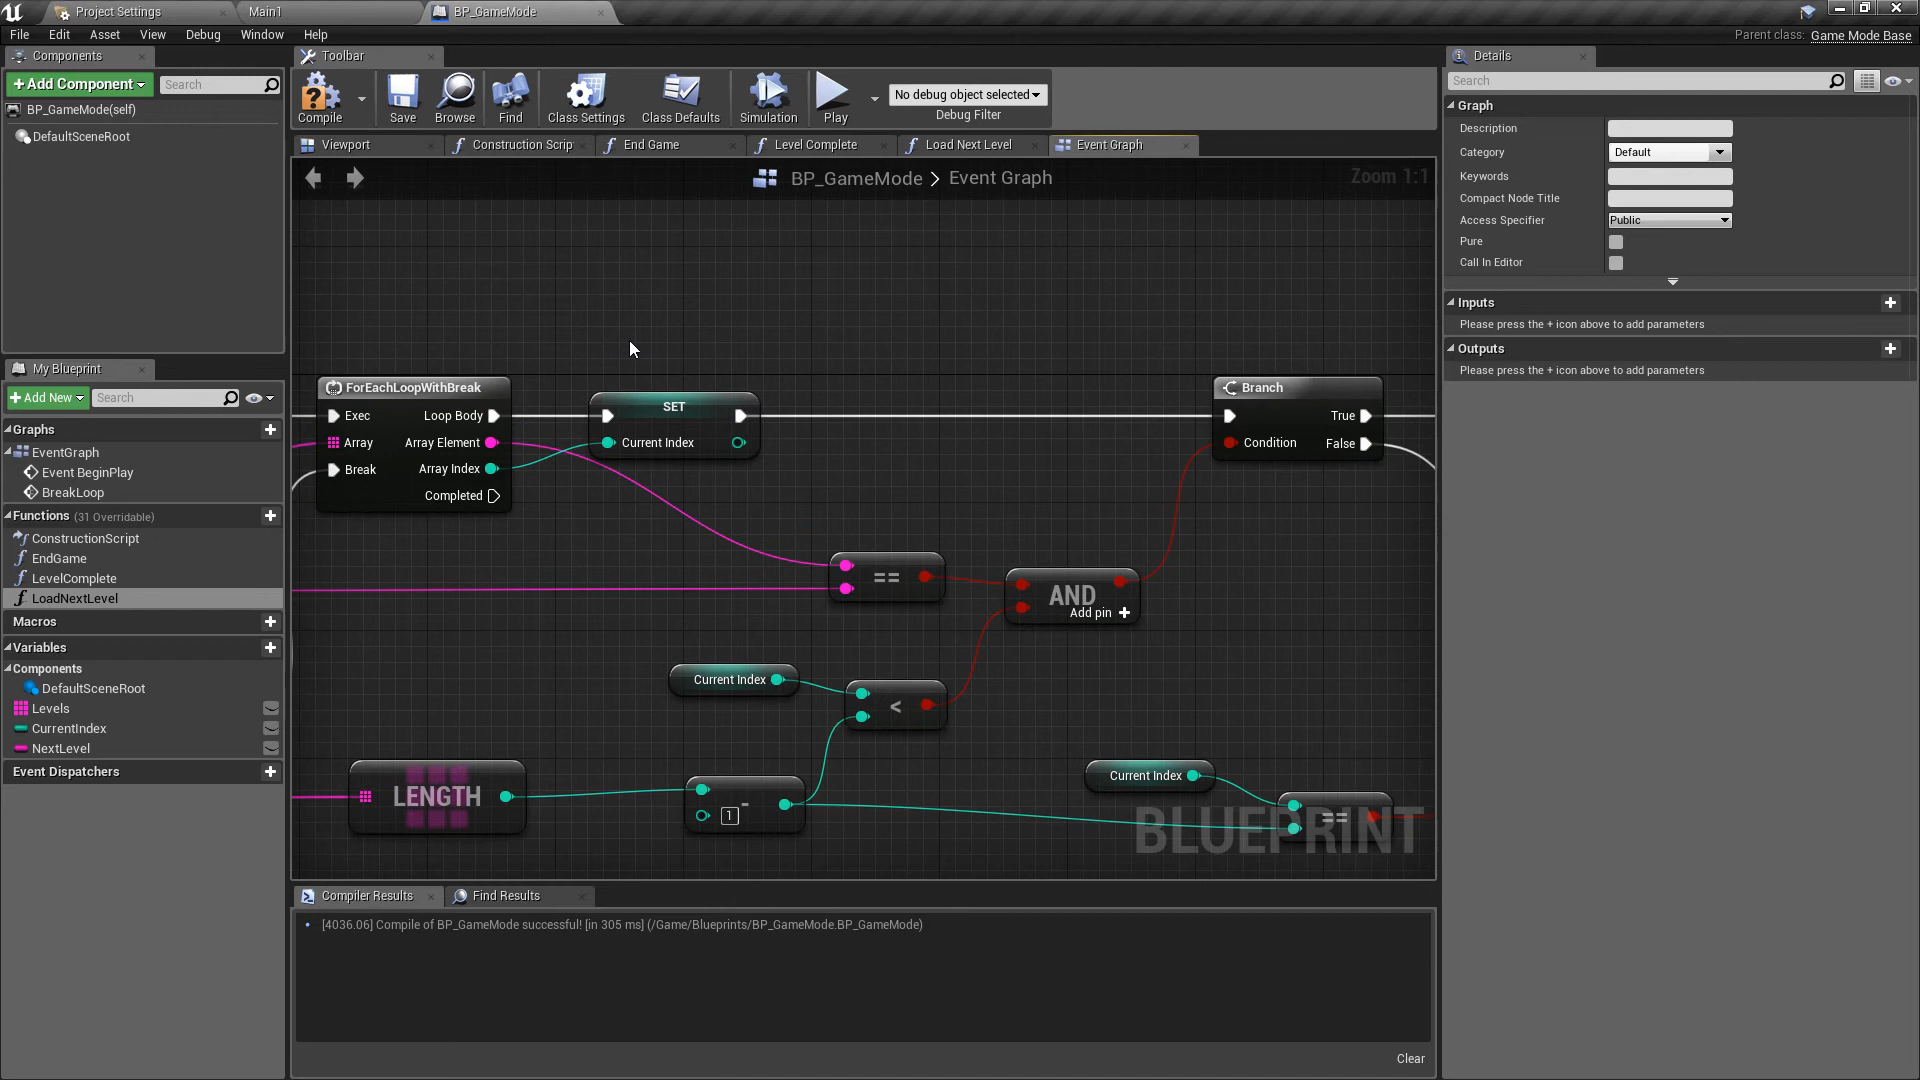 Project Settings
Main1
BP_GameMode
File
Edit
Asset
View
Debug
Window
Help
Parent class: Game Mode Base
Components
Toolbar
Details
+Add Component
Search
BP_GameMode(self)
DefaultSceneRoot
Compile
Save
Browse
Find
Class Settings
Class Defaults
Simulation
Play
No debug object selected
Debug Filter
Search
Graph
Description
Category
Default
Keywords
Compact Node Title
Access Specifier
Public
Pure
Call In Editor
Inputs
Please press the + icon above to add parameters
Outputs
Please press the + icon above to add parameters
Viewport
Construction Scrip
End Game
Level Complete
Load Next Level
Event Graph
BP_GameMode > Event Graph
Zoom 1:1
ForEachLoopWithBreak
Exec
Loop Body
Array
Array Element
Break
Array Index
Completed
SET
Current Index
Branch
True
Condition
False
==
AND
Add pin +
Current Index
<
LENGTH
-
1
Current Index
==
BLUEPRINT
My Blueprint
+Add New
Search
Graphs
EventGraph
Event BeginPlay
BreakLoop
Functions (31 Overridable)
ConstructionScript
EndGame
LevelComplete
LoadNextLevel
Macros
Variables
Components
DefaultSceneRoot
Levels
CurrentIndex
NextLevel
Event Dispatchers
Compiler Results
Find Results
[4036.06] Compile of BP_GameMode successful! [in 305 ms] (/Game/Blueprints/BP_GameMode.BP_GameMode)
Clear